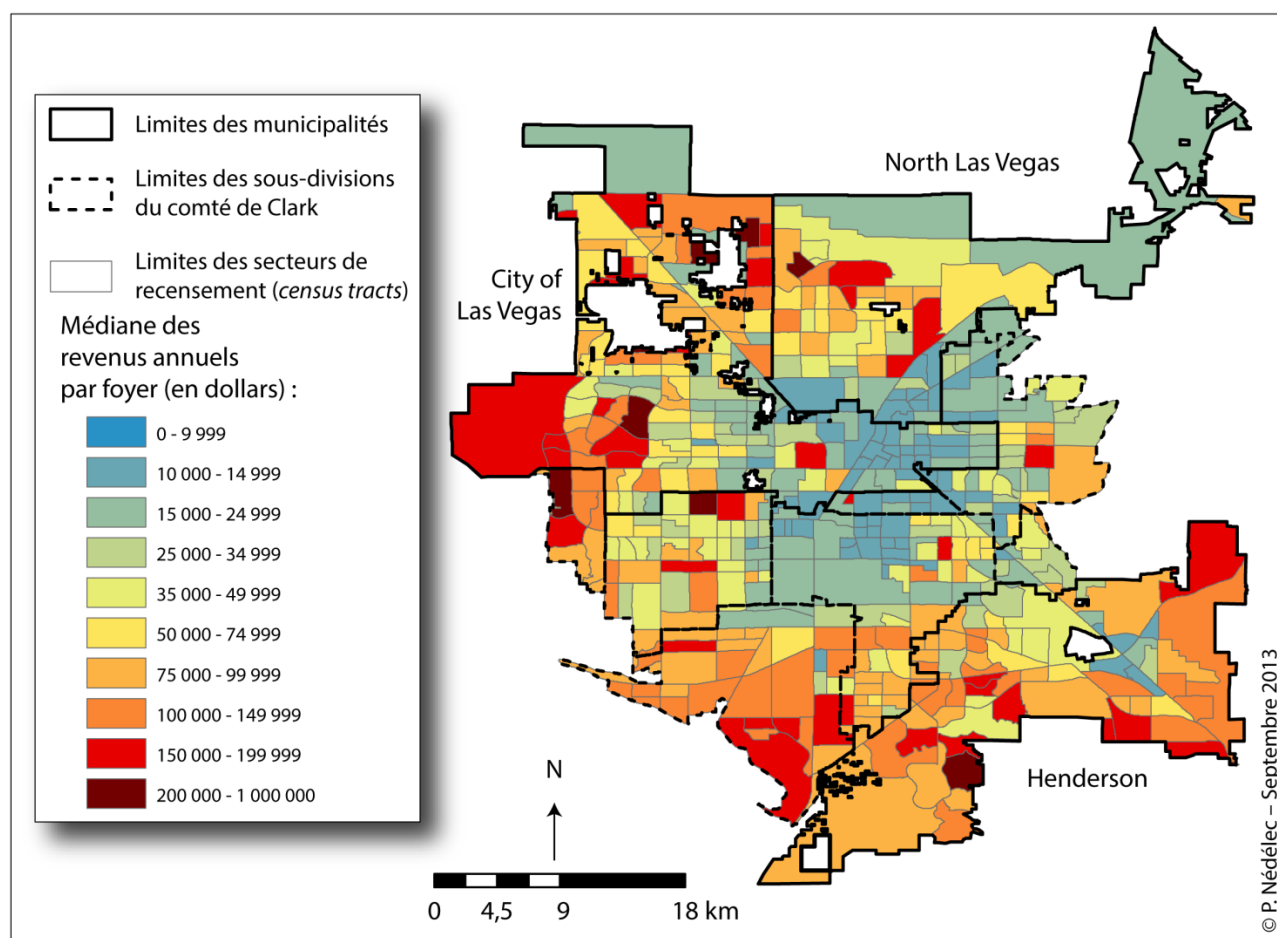 Limites des municipalités
Limites des sous-divisions
du comté de Clark
Limites des secteurs de
recensement (census tracts)
Médiane des
revenus annuels
par foyer (en dollars) :
0 - 9 999
10 000 - 14 999
15 000 - 24 999
25 000 - 34 999
35 000 - 49 999
50 000 - 74 999
75 000 - 99 999
100 000 - 149 999
150 000 - 199 999
200 000 - 1 000 000
North Las Vegas
City of
Las Vegas
Henderson
N
0 4,5 9 18 km
© P. Nédélec – Septembre 2013